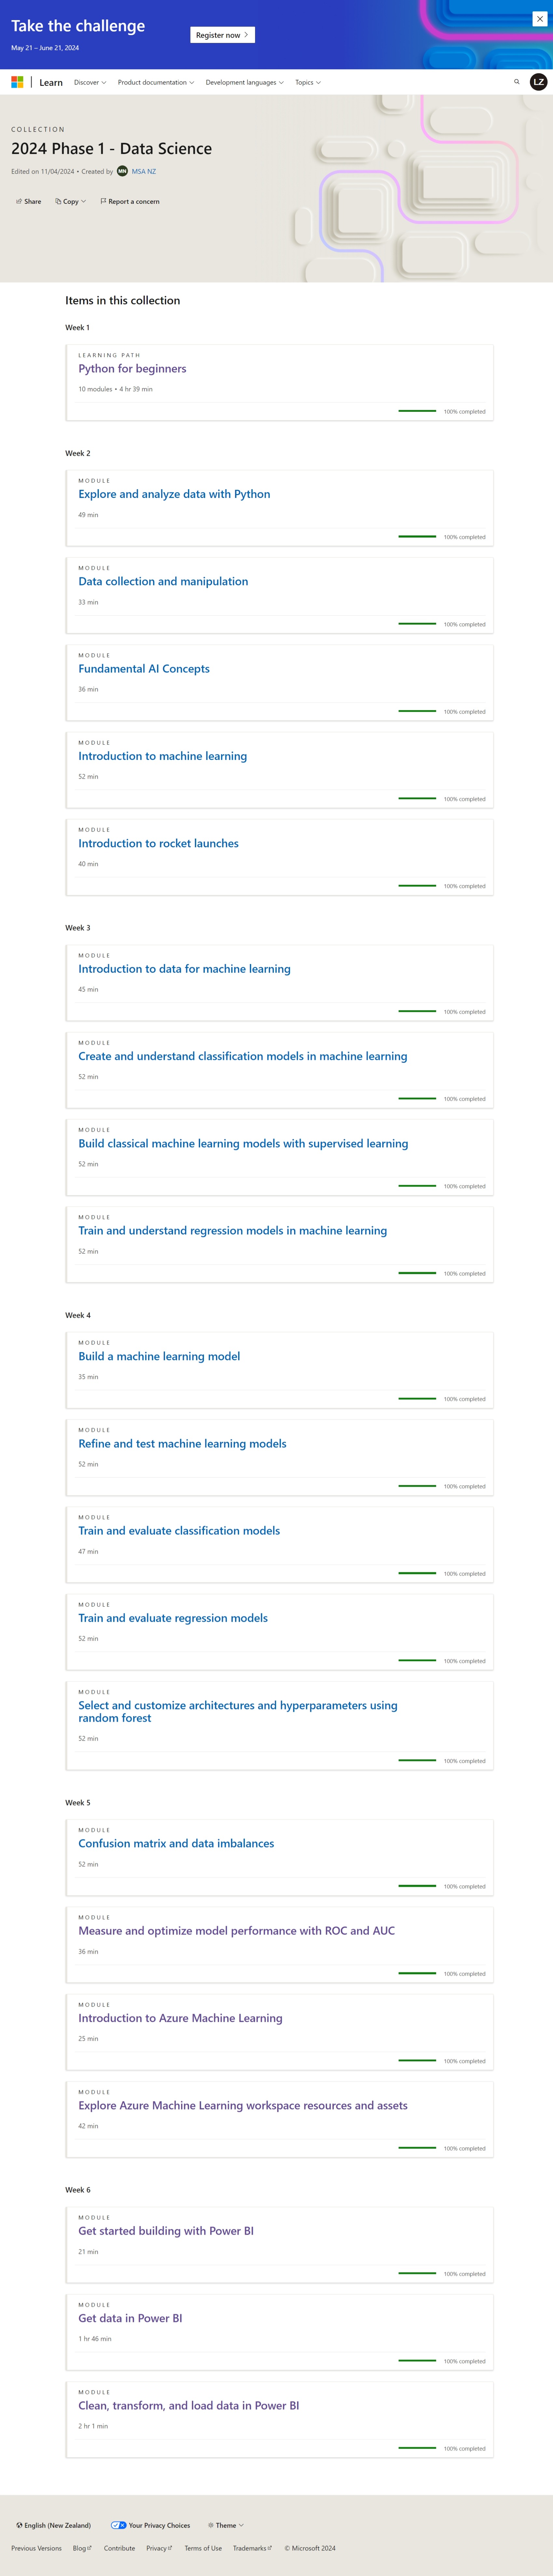 Take the challenge
May 21 – June 21, 2024
Register now
Learn Discover Product documentation Development languages Topics LZ
COLLECTION
2024 Phase 1 - Data Science
Edited on 11/04/2024 • Created by MN MSA NZ
Share Copy Report a concern
Items in this collection
Week 1
LEARNING PATH
Python for beginners
10 modules • 4 hr 39 min
100% completed
Week 2
MODULE
Explore and analyze data with Python
49 min
100% completed
MODULE
Data collection and manipulation
33 min
100% completed
MODULE
Fundamental AI Concepts
36 min
100% completed
MODULE
Introduction to machine learning
52 min
100% completed
MODULE
Introduction to rocket launches
40 min
100% completed
Week 3
MODULE
Introduction to data for machine learning
45 min
100% completed
MODULE
Create and understand classification models in machine learning
52 min
100% completed
MODULE
Build classical machine learning models with supervised learning
52 min
100% completed
MODULE
Train and understand regression models in machine learning
52 min
100% completed
Week 4
MODULE
Build a machine learning model
35 min
100% completed
MODULE
Refine and test machine learning models
52 min
100% completed
MODULE
Train and evaluate classification models
47 min
100% completed
MODULE
Train and evaluate regression models
52 min
100% completed
MODULE
Select and customize architectures and hyperparameters using
random forest
52 min
100% completed
Week 5
MODULE
Confusion matrix and data imbalances
52 min
100% completed
MODULE
Measure and optimize model performance with ROC and AUC
36 min
100% completed
MODULE
Introduction to Azure Machine Learning
25 min
100% completed
MODULE
Explore Azure Machine Learning workspace resources and assets
42 min
100% completed
Week 6
MODULE
Get started building with Power BI
21 min
100% completed
MODULE
Get data in Power BI
1 hr 46 min
100% completed
MODULE
Clean, transform, and load data in Power BI
2 hr 1 min
100% completed
English (New Zealand) Your Privacy Choices Theme
Previous Versions Blog Contribute Privacy Terms of Use Trademarks © Microsoft 2024